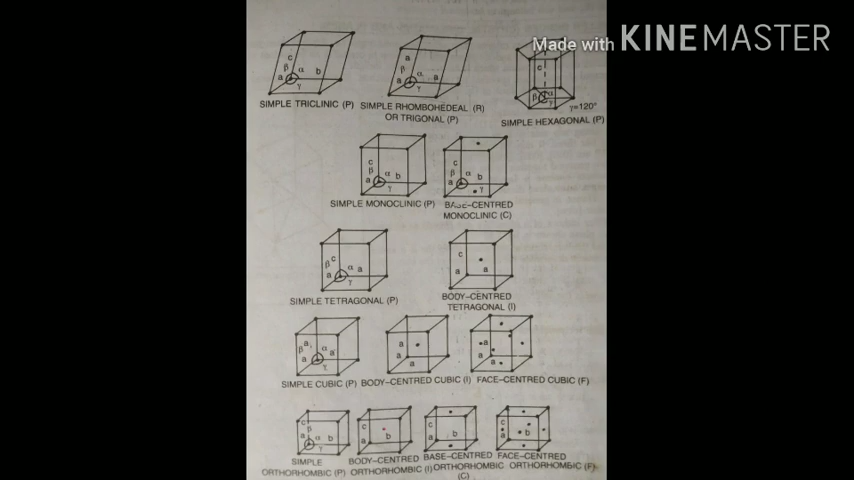 Made with KINEMASTER
c
β α b
a γ
SIMPLE TRICLINIC (P)
a
β α a
a γ
SIMPLE RHOMBOHEDEAL (R)
OR TRIGONAL (P)
c
β α
γ
γ=120°
SIMPLE HEXAGONAL (P)
c
β α b
a γ
SIMPLE MONOCLINIC (P)
c
β α b
a γ
BASE-CENTRED
MONOCLINIC (C)
β c
α a
a γ
SIMPLE TETRAGONAL (P)
c
a a
BODY-CENTRED
TETRAGONAL (I)
a
β α a
a γ
SIMPLE CUBIC (P)
a
a a
BODY-CENTRED CUBIC (I)
a
a a
FACE-CENTRED CUBIC (F)
c
β
a α b
γ
SIMPLE
ORTHORHOMBIC (P)
c
a b
BODY-CENTRED
ORTHORHOMBIC (I)
c
a b
BASE-CENTRED
ORTHORHOMBIC
(C)
c
a b
FACE-CENTRED
ORTHORHOMBIC (F)